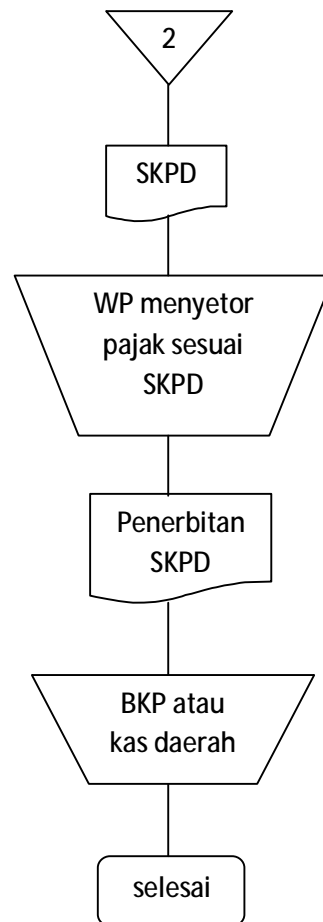 2
SKPD
WP menyetor
pajak sesuai
SKPD
Penerbitan
SKPD
BKP atau
kas daerah
selesai